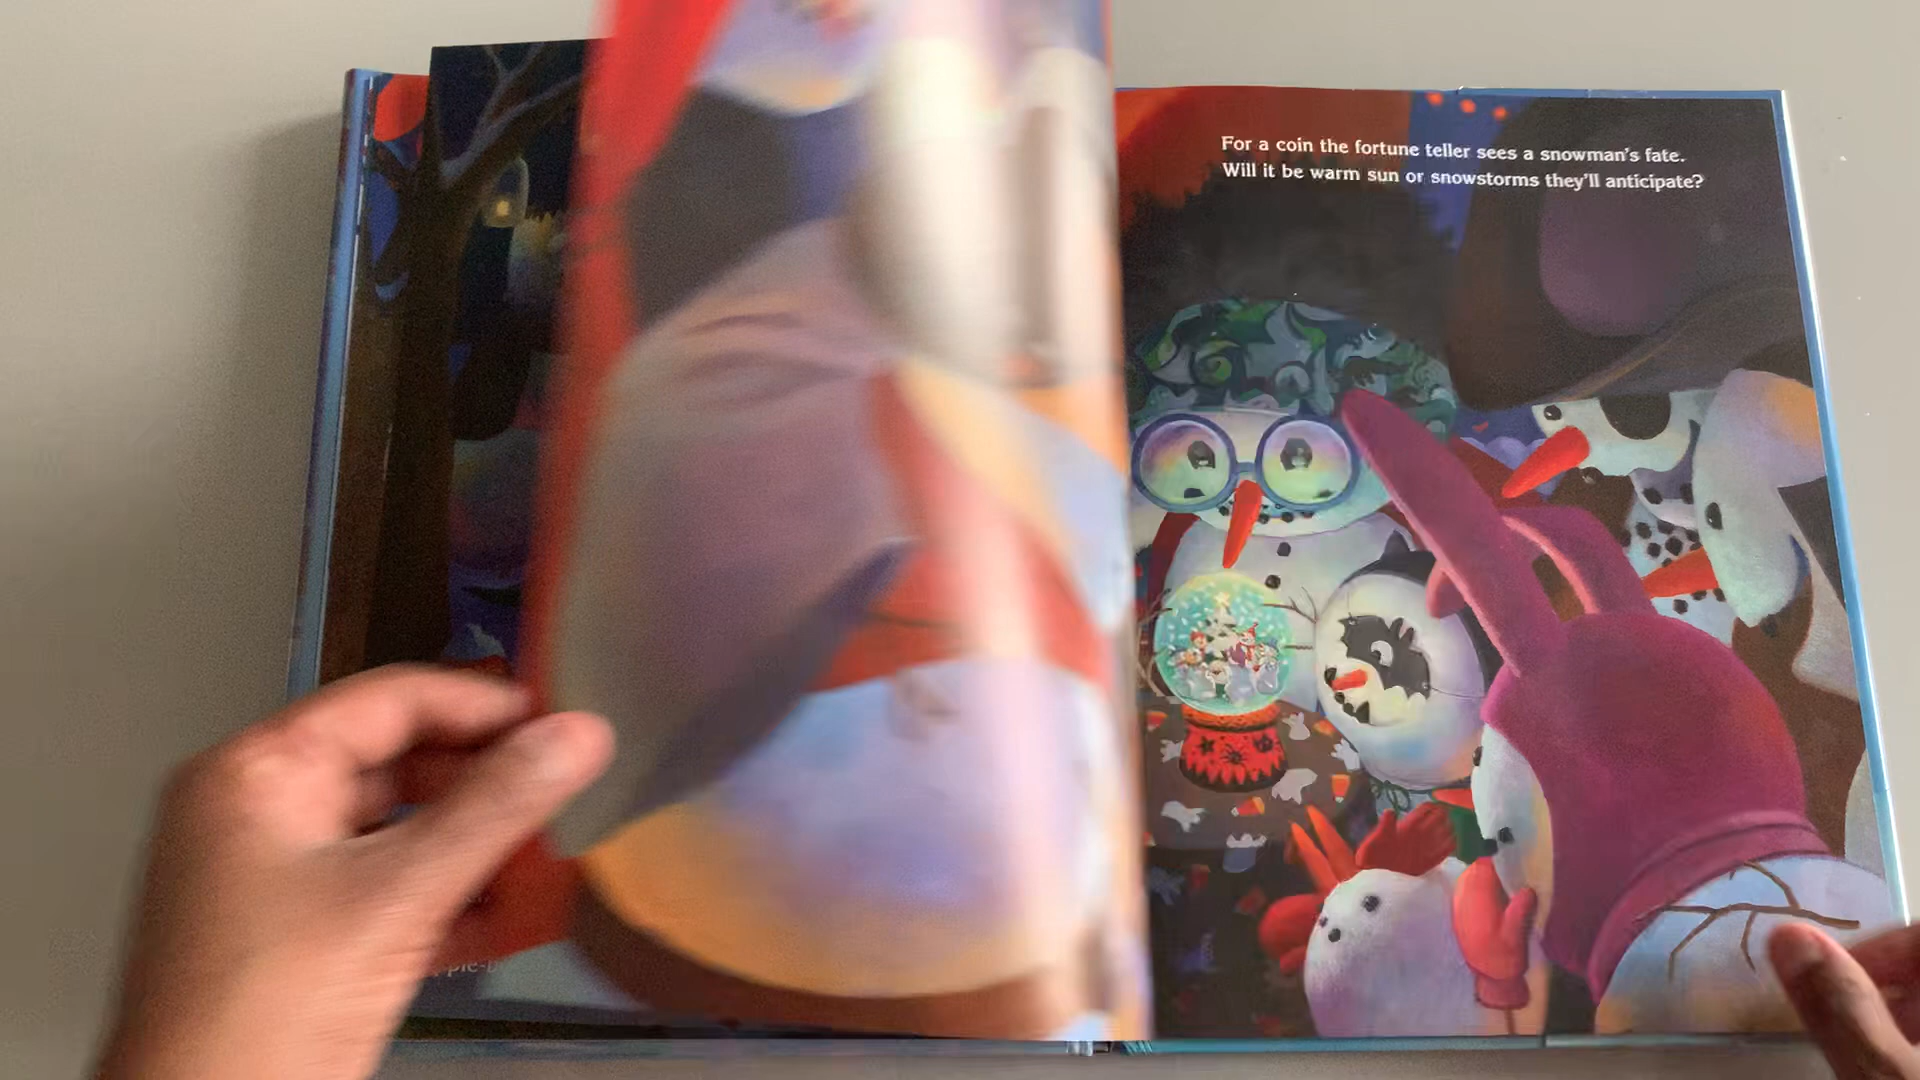 For a coin the fortune teller sees a snowman's fate.
Will it be warm sun or snowstorms they'll anticipate?